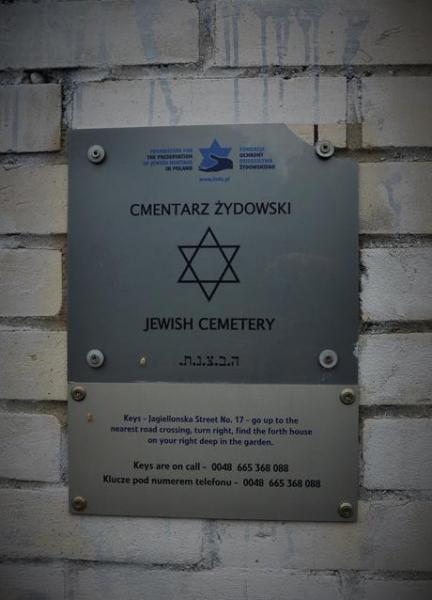 FOUNDATION FOR
THE PRESERVATION
OF JEWISH HERITAGE
IN POLAND
FUNDACJA
OCHRONY
DZIEDZICTWA
ŻYDOWSKIEGO
www.fodz.pl
CMENTARZ ŻYDOWSKI
JEWISH CEMETERY
.ת.נ.צ.ב.ה
Keys - Jagiellonska Street No. 17 - go up to the
nearest road crossing, turn right, find the forth house
on your right deep in the garden.
Keys are on call - 0048 665 368 088
Klucze pod numerem telefonu - 0048 665 368 088